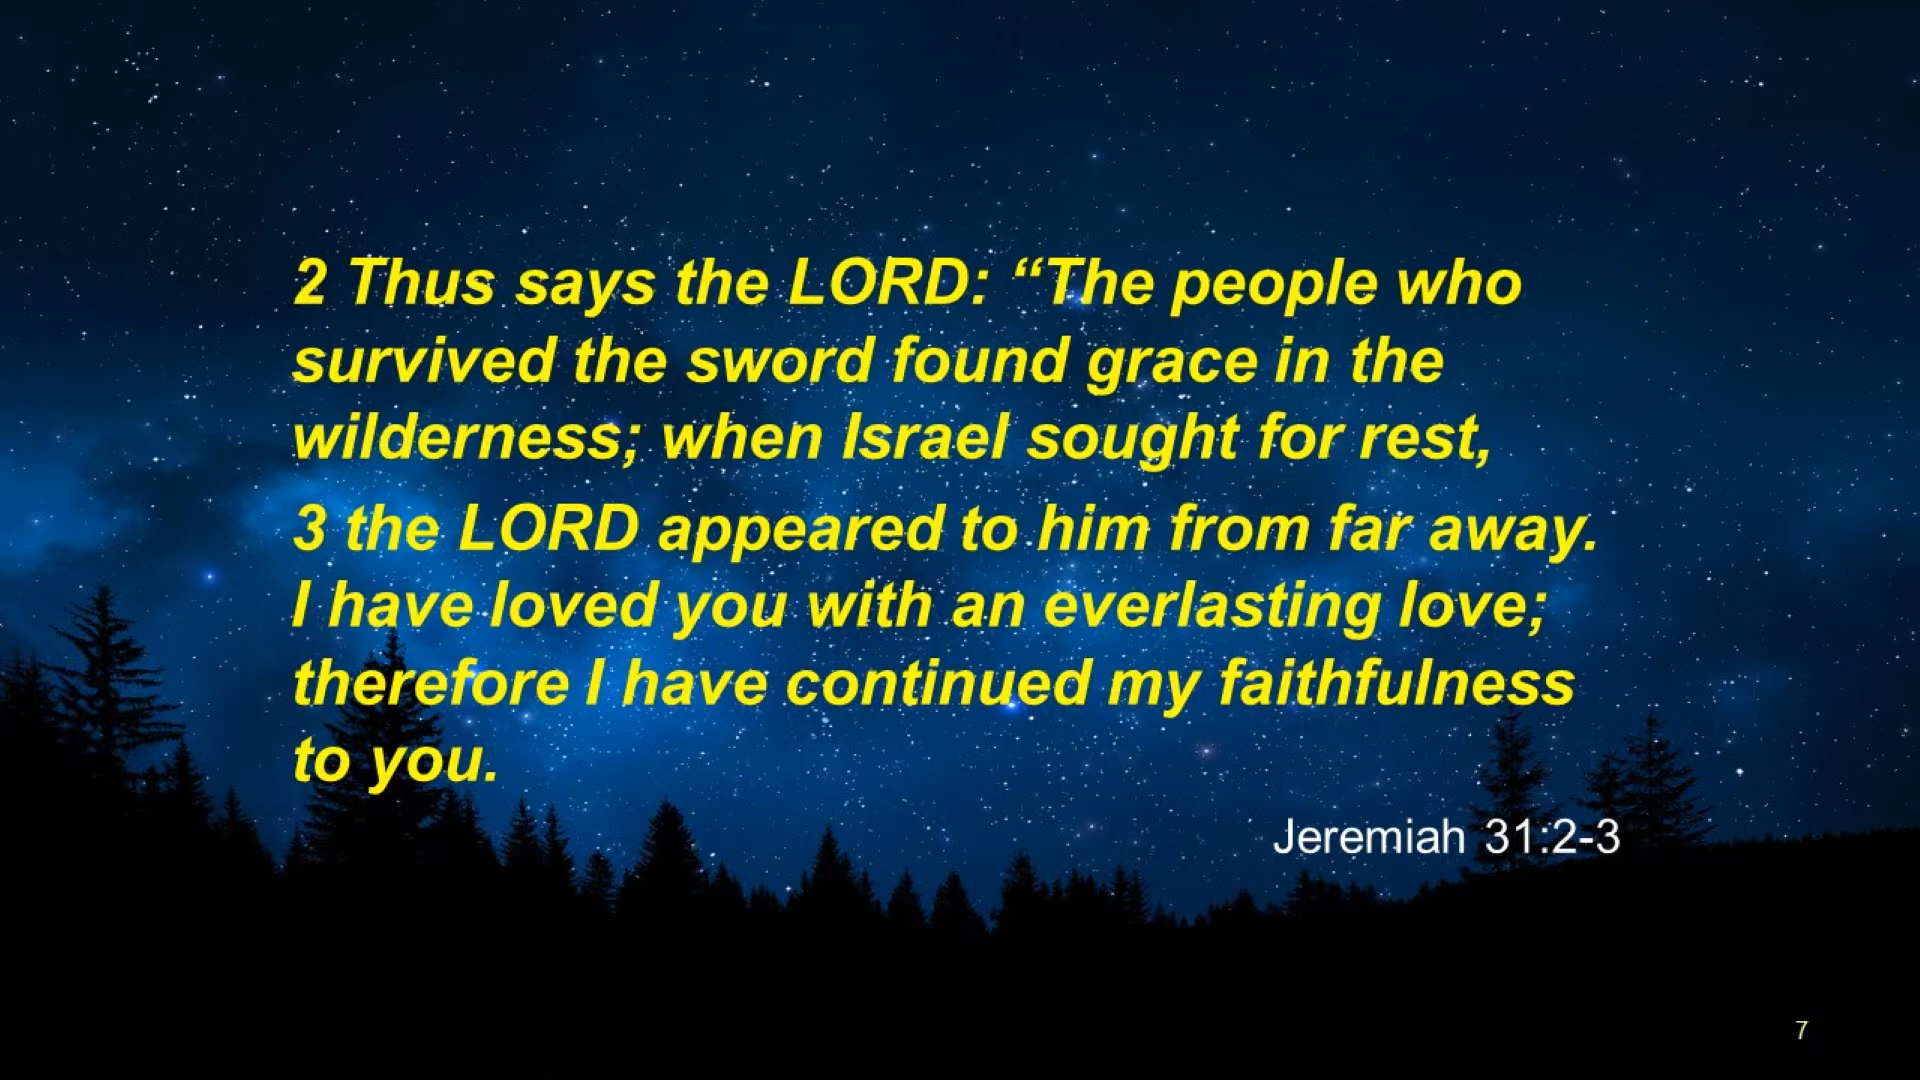 2 Thus says the LORD: “The people who
survived the sword found grace in the
wilderness; when Israel sought for rest,
3 the LORD appeared to him from far away.
I have loved you with an everlasting love;
therefore I have continued my faithfulness
to you.
Jeremiah 31:2-3
7